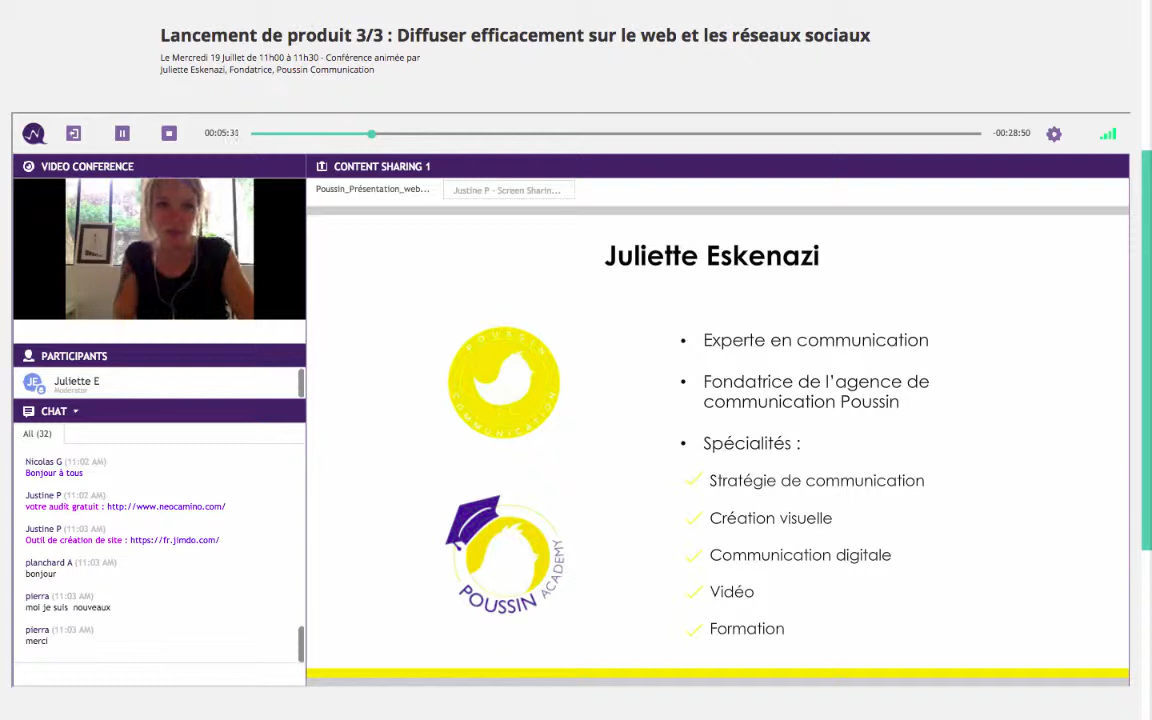 Lancement de produit 3/3 : Diffuser efficacement sur le web et les réseaux sociaux
Le Mercredi 19 Juillet de 11h00 à 11h30 - Conférence animée par
Juliette Eskenazi, Fondatrice, Poussin Communication
00:05:31
-00:28:50
VIDEO CONFERENCE
PARTICIPANTS
JE
Juliette E
Moderator
CHAT
All (32)
Nicolas G (11:02 AM)
Bonjour à tous
Justine P (11:02 AM)
votre audit gratuit : http://www.neocamino.com/
Justine P (11:03 AM)
Outil de création de site : https://fr.jimdo.com/
planchard A (11:03 AM)
bonjour
pierra (11:03 AM)
moi je suis nouveaux
pierra (11:03 AM)
merci
CONTENT SHARING 1
Poussin_Présentation_web...
Justine P - Screen Sharin...
Juliette Eskenazi
POUSSIN
COMMUNICATION
POUSSIN ACADEMY
• Experte en communication
• Fondatrice de l'agence de
communication Poussin
• Spécialités :
Stratégie de communication
Création visuelle
Communication digitale
Vidéo
Formation